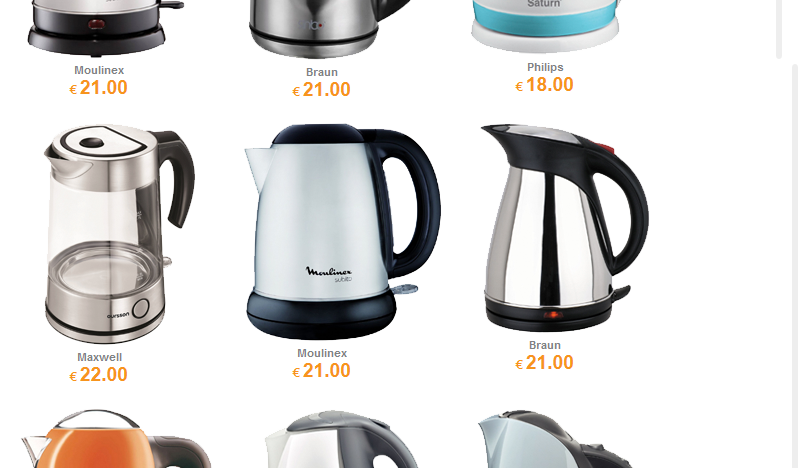 Saturn
Moulinex
€ 21.00
Braun
€ 21.00
Philips
€ 18.00
oursson
Moulinex
subito
Maxwell
€ 22.00
Moulinex
€ 21.00
Braun
€ 21.00